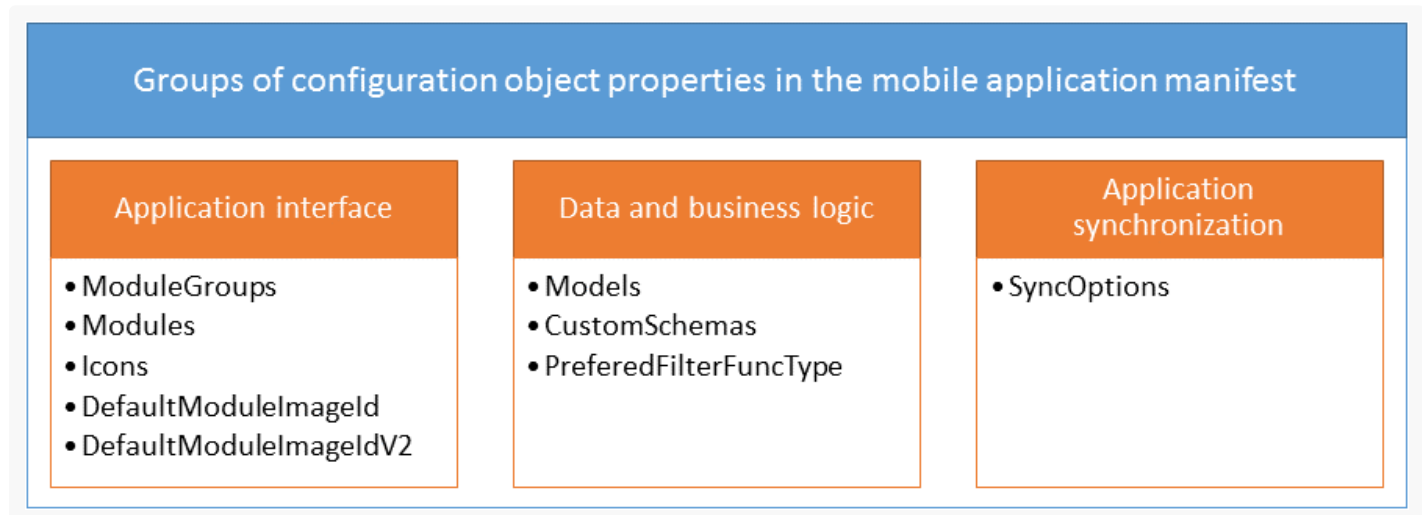 Groups of configuration object properties in the mobile application manifest
Application interface
• ModuleGroups
• Modules
• Icons
• DefaultModuleImageId
• DefaultModuleImageIdV2
Data and business logic
• Models
• CustomSchemas
• PreferedFilterFuncType
Application
synchronization
• SyncOptions